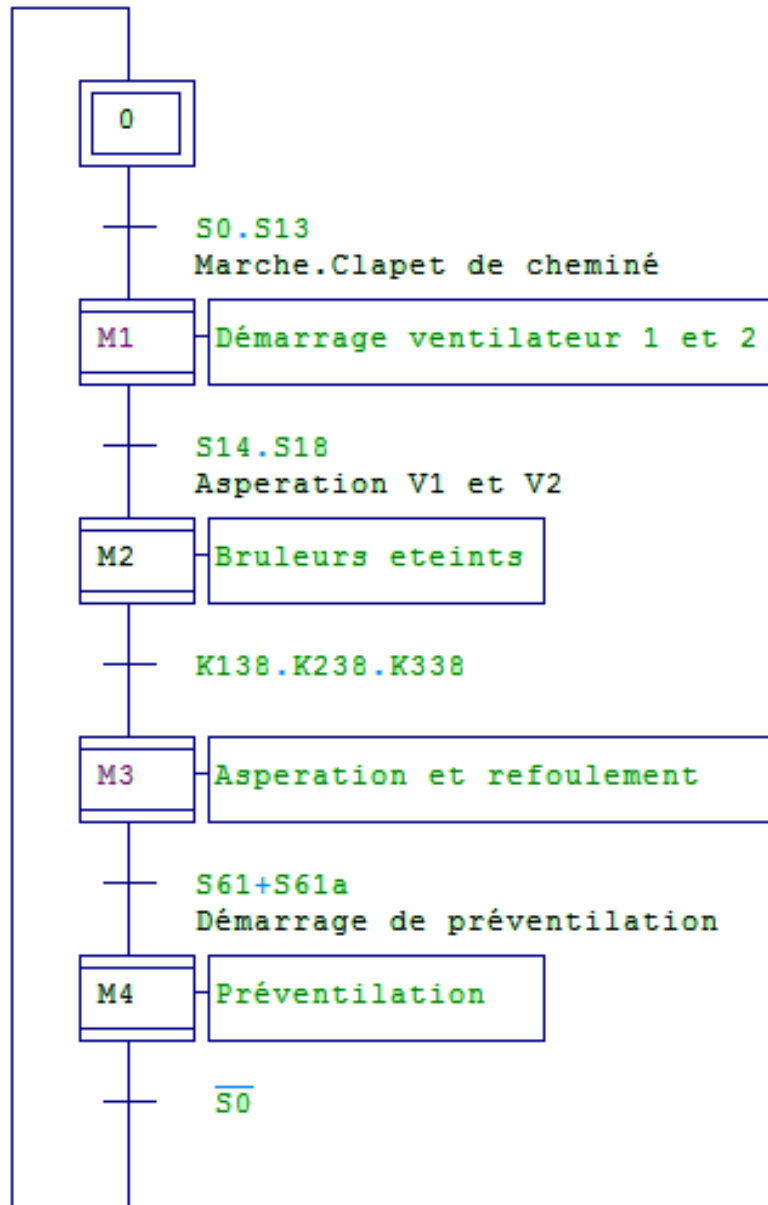 0
S0.S13
Marche.Clapet de cheminé
M1 Démarrage ventilateur 1 et 2
S14.S18
Asperation V1 et V2
M2 Bruleurs eteints
K138.K238.K338
M3 Asperation et refoulement
S61+S61a
Démarrage de préventilation
M4 Préventilation
S̅0̅